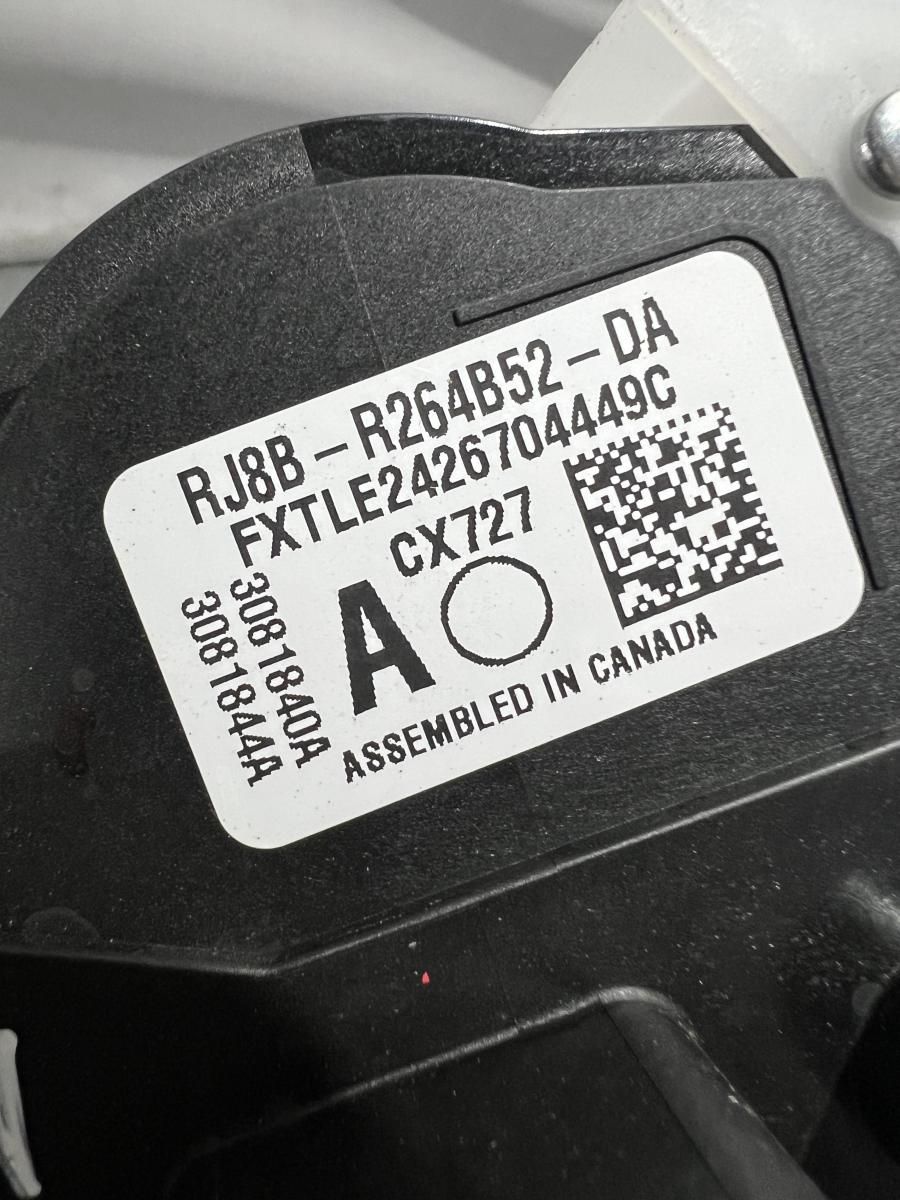 RJ8B-R264B52-DA
FXTLE2426704449C
CX727
A
3081840A
3081844A
ASSEMBLED IN CANADA